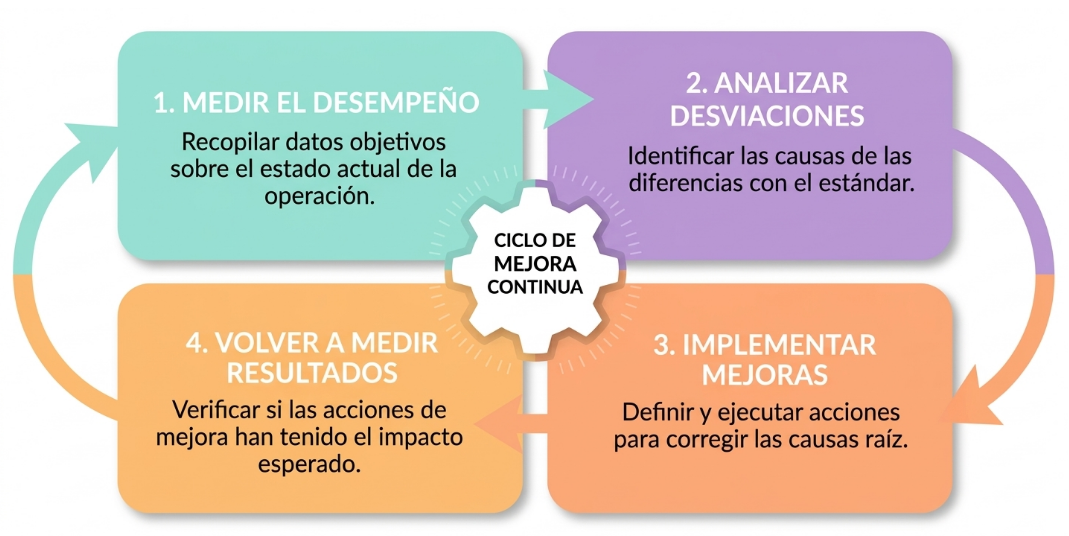 1. MEDIR EL DESEMPEÑO
Recopilar datos objetivos
sobre el estado actual de la
operación.
2. ANALIZAR
DESVIACIONES
Identificar las causas de las
diferencias con el estándar.
CICLO DE
MEJORA
CONTINUA
3. IMPLEMENTAR
MEJORAS
Definir y ejecutar acciones
para corregir las causas raíz.
4. VOLVER A MEDIR
RESULTADOS
Verificar si las acciones de
mejora han tenido el impacto
esperado.